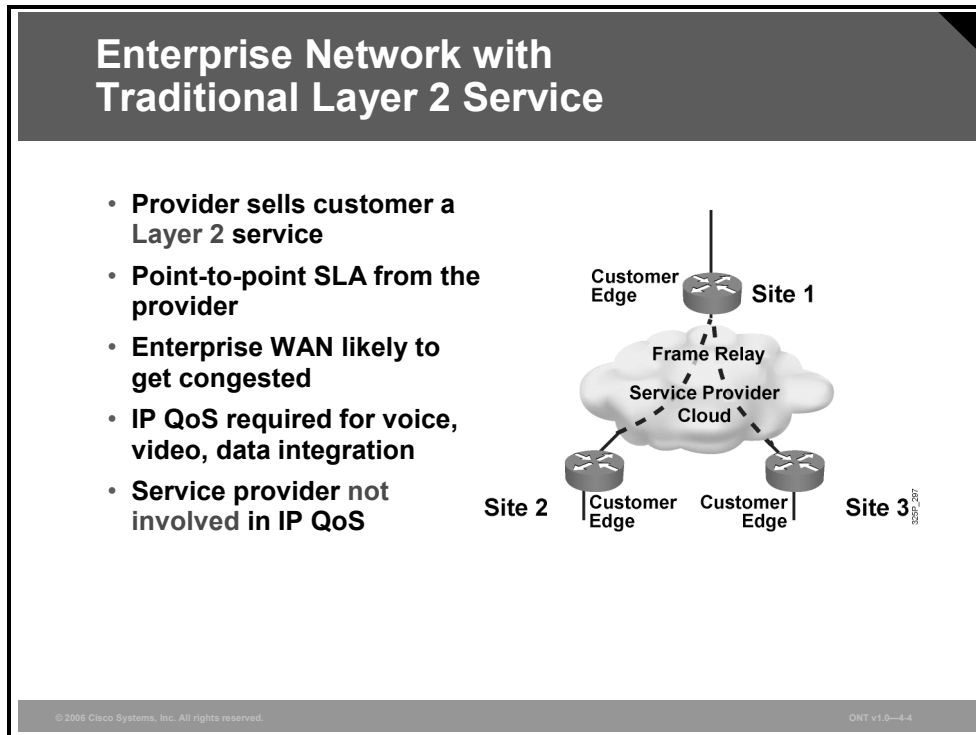 Enterprise Network with
Traditional Layer 2 Service
• Provider sells customer a
Layer 2 service
• Point-to-point SLA from the
provider
• Enterprise WAN likely to
get congested
• IP QoS required for voice,
video, data integration
• Service provider not
involved in IP QoS
Customer
Edge
Site 1
Frame Relay
Service Provider
Cloud
Site 2
Customer
Edge
Customer
Edge
Site 3
325P_297
© 2006 Cisco Systems, Inc. All rights reserved.
ONT v1.0—4-4